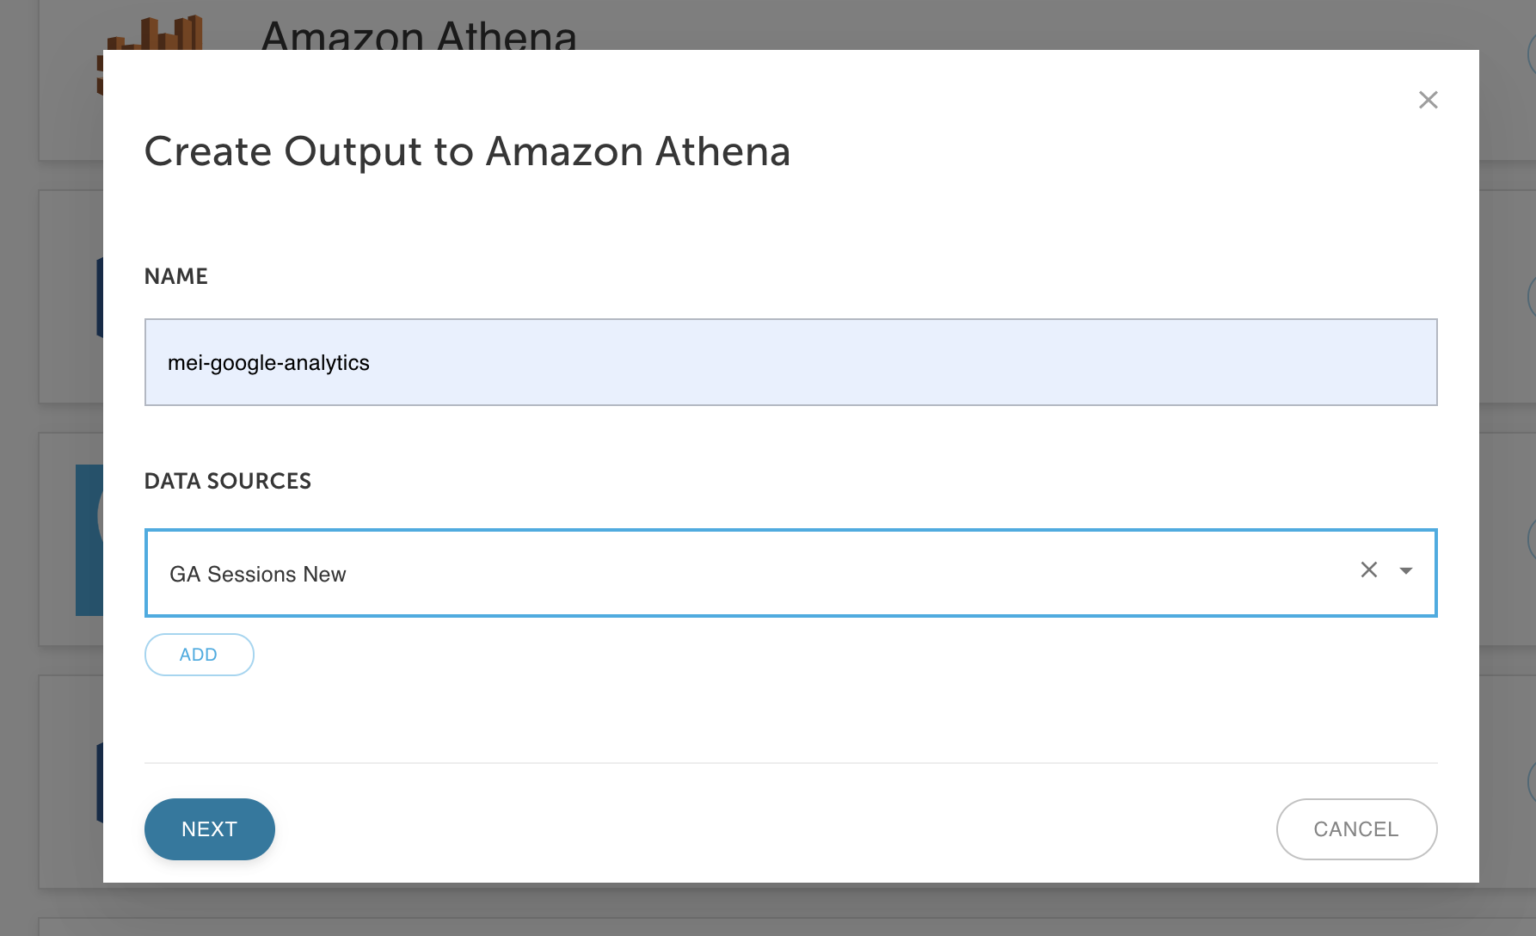 Amazon Athena
Create Output to Amazon Athena
NAME
mei-google-analytics
DATA SOURCES
GA Sessions New
ADD
NEXT
CANCEL